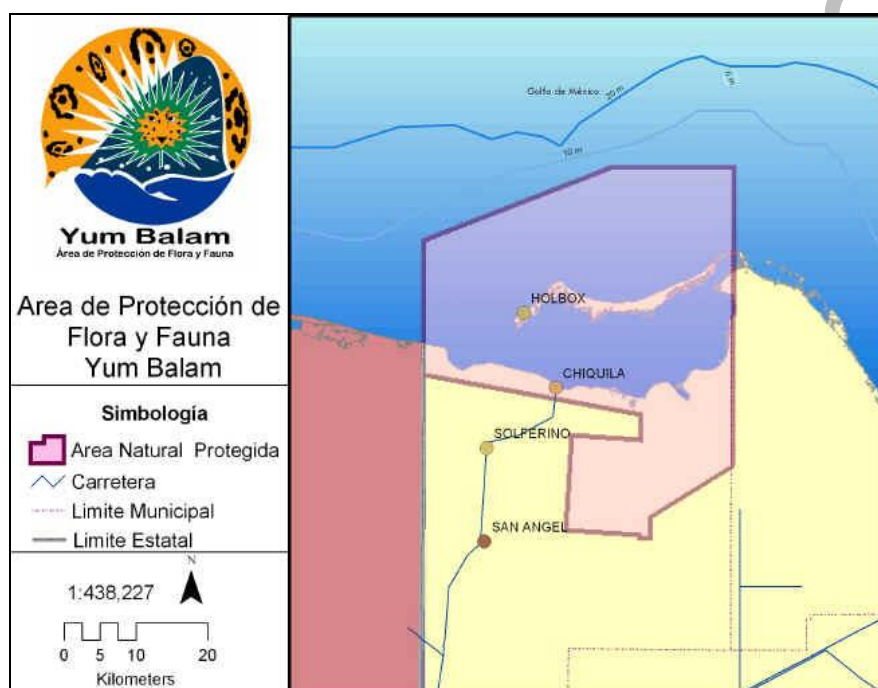 Yum Balam
Área de Protección de Flora y Fauna
Area de Protección de
Flora y Fauna
Yum Balam
Simbología
Area Natural Protegida
Carretera
Limite Municipal
Limite Estatal
N
1:438,227
0 5 10 20
Kilometers
Golfo de México
20 m
10 m
HOLBOX
CHIQUILA
SOLFERINO
SAN ANGEL